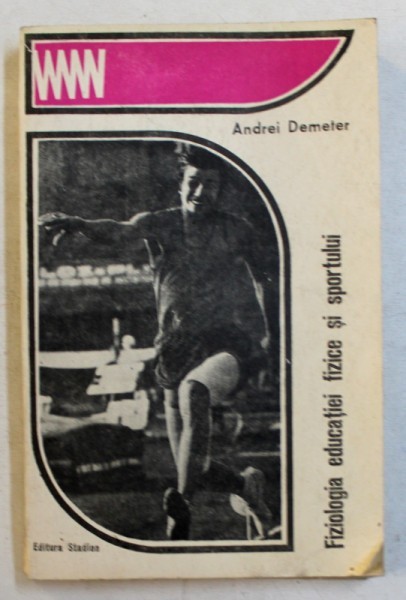 Andrei Demeter
Fiziologia educației fizice și sportului
Editura Stadion